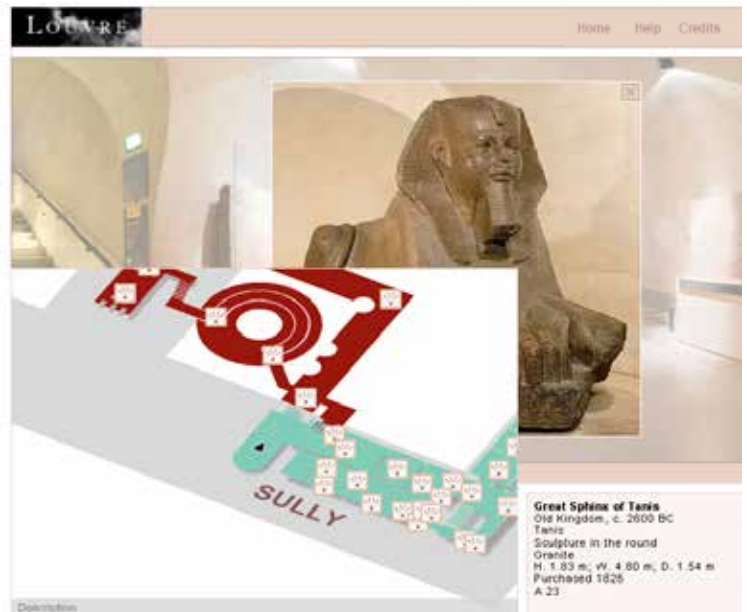 LOUVRE
Home Help Credits
SULLY
Great Sphinx of Tanis
Old Kingdom, c. 2600 BC
Tanis
Sculpture in the round
Granite
H. 1.83 m; W. 4.80 m; D. 1.54 m
Purchased 1826
A 23
Description